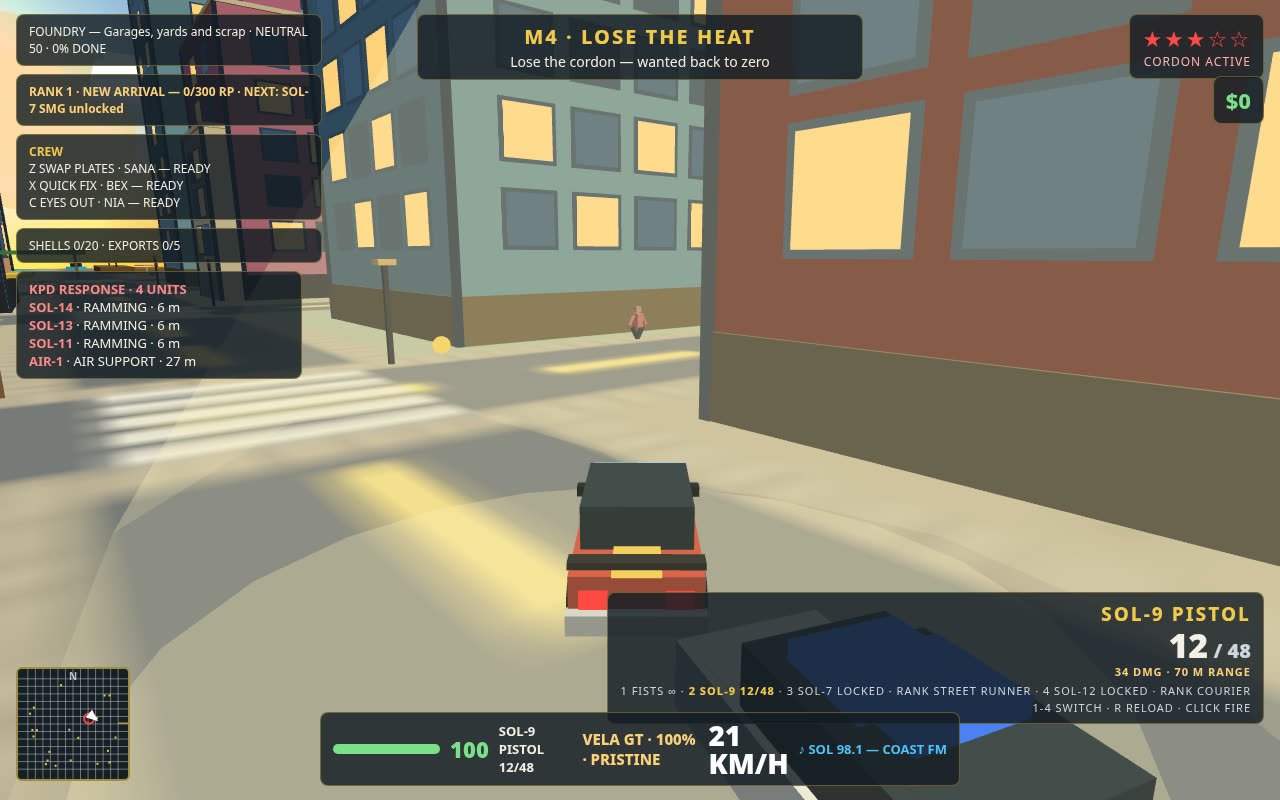 FOUNDRY — Garages, yards and scrap · NEUTRAL
50 · 0% DONE
RANK 1 · NEW ARRIVAL — 0/300 RP · NEXT: SOL-
7 SMG unlocked
CREW
Z SWAP PLATES · SANA — READY
X QUICK FIX · BEX — READY
C EYES OUT · NIA — READY
SHELLS 0/20 · EXPORTS 0/5
KPD RESPONSE · 4 UNITS
SOL-14 · RAMMING · 6 m
SOL-13 · RAMMING · 6 m
SOL-11 · RAMMING · 6 m
AIR-1 · AIR SUPPORT · 27 m
M4 · LOSE THE HEAT
Lose the cordon — wanted back to zero
★★★☆☆
CORDON ACTIVE
$0
N
SOL-9 PISTOL
12 / 48
34 DMG · 70 M RANGE
1 FISTS ∞ · 2 SOL-9 12/48 · 3 SOL-7 LOCKED · RANK STREET RUNNER · 4 SOL-12 LOCKED · RANK COURIER
1-4 SWITCH · R RELOAD · CLICK FIRE
100
SOL-9
PISTOL
12/48
VELA GT · 100%
· PRISTINE
21
KM/H
♪ SOL 98.1 — COAST FM